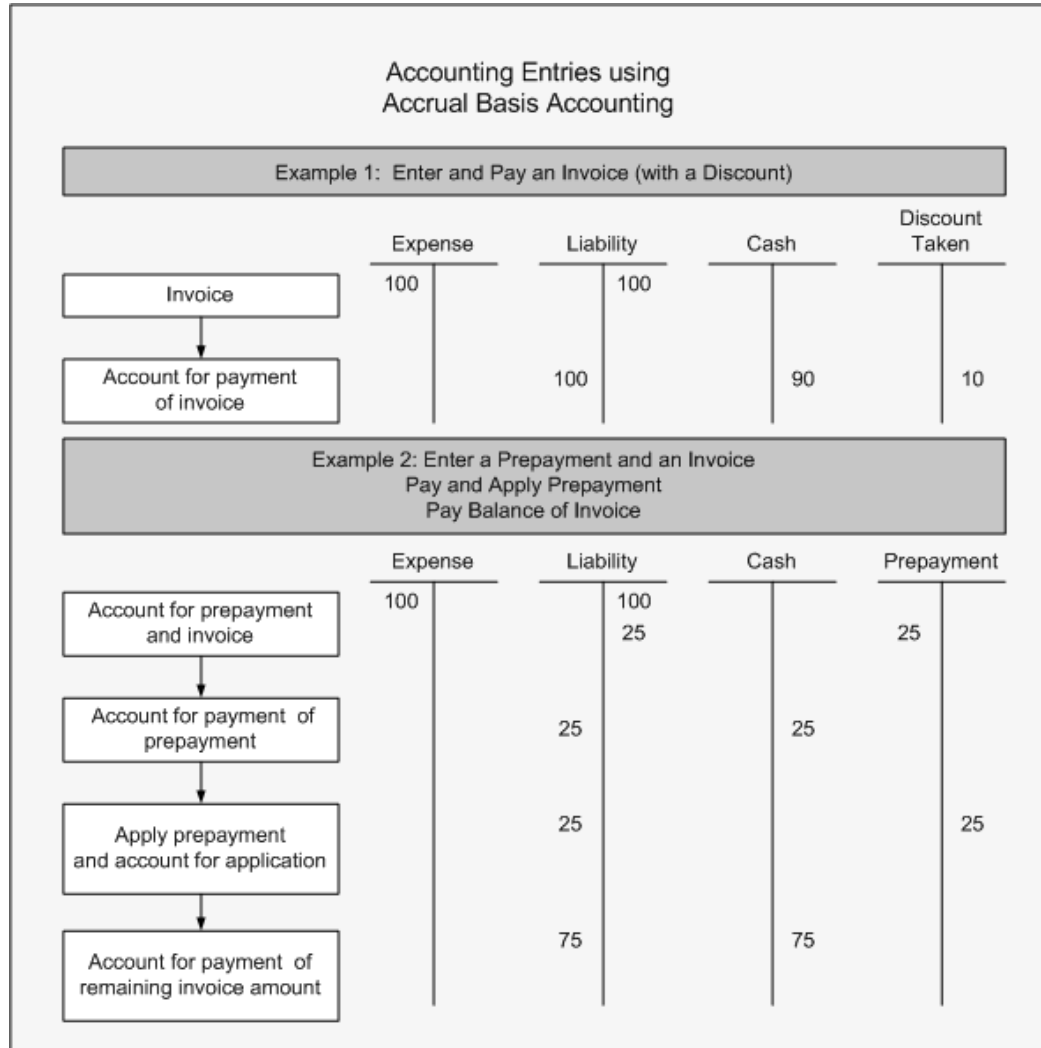 Accounting Entries using
Accrual Basis Accounting
Example 1: Enter and Pay an Invoice (with a Discount)
Expense Liability Cash Discount Taken
Invoice 100 100
Account for payment
of invoice
100 90 10
Example 2: Enter a Prepayment and an Invoice
Pay and Apply Prepayment
Pay Balance of Invoice
Expense Liability Cash Prepayment
Account for prepayment
and invoice
100 100
25 25
Account for payment of
prepayment
25 25
Apply prepayment
and account for application
25 25
Account for payment of
remaining invoice amount
75 75